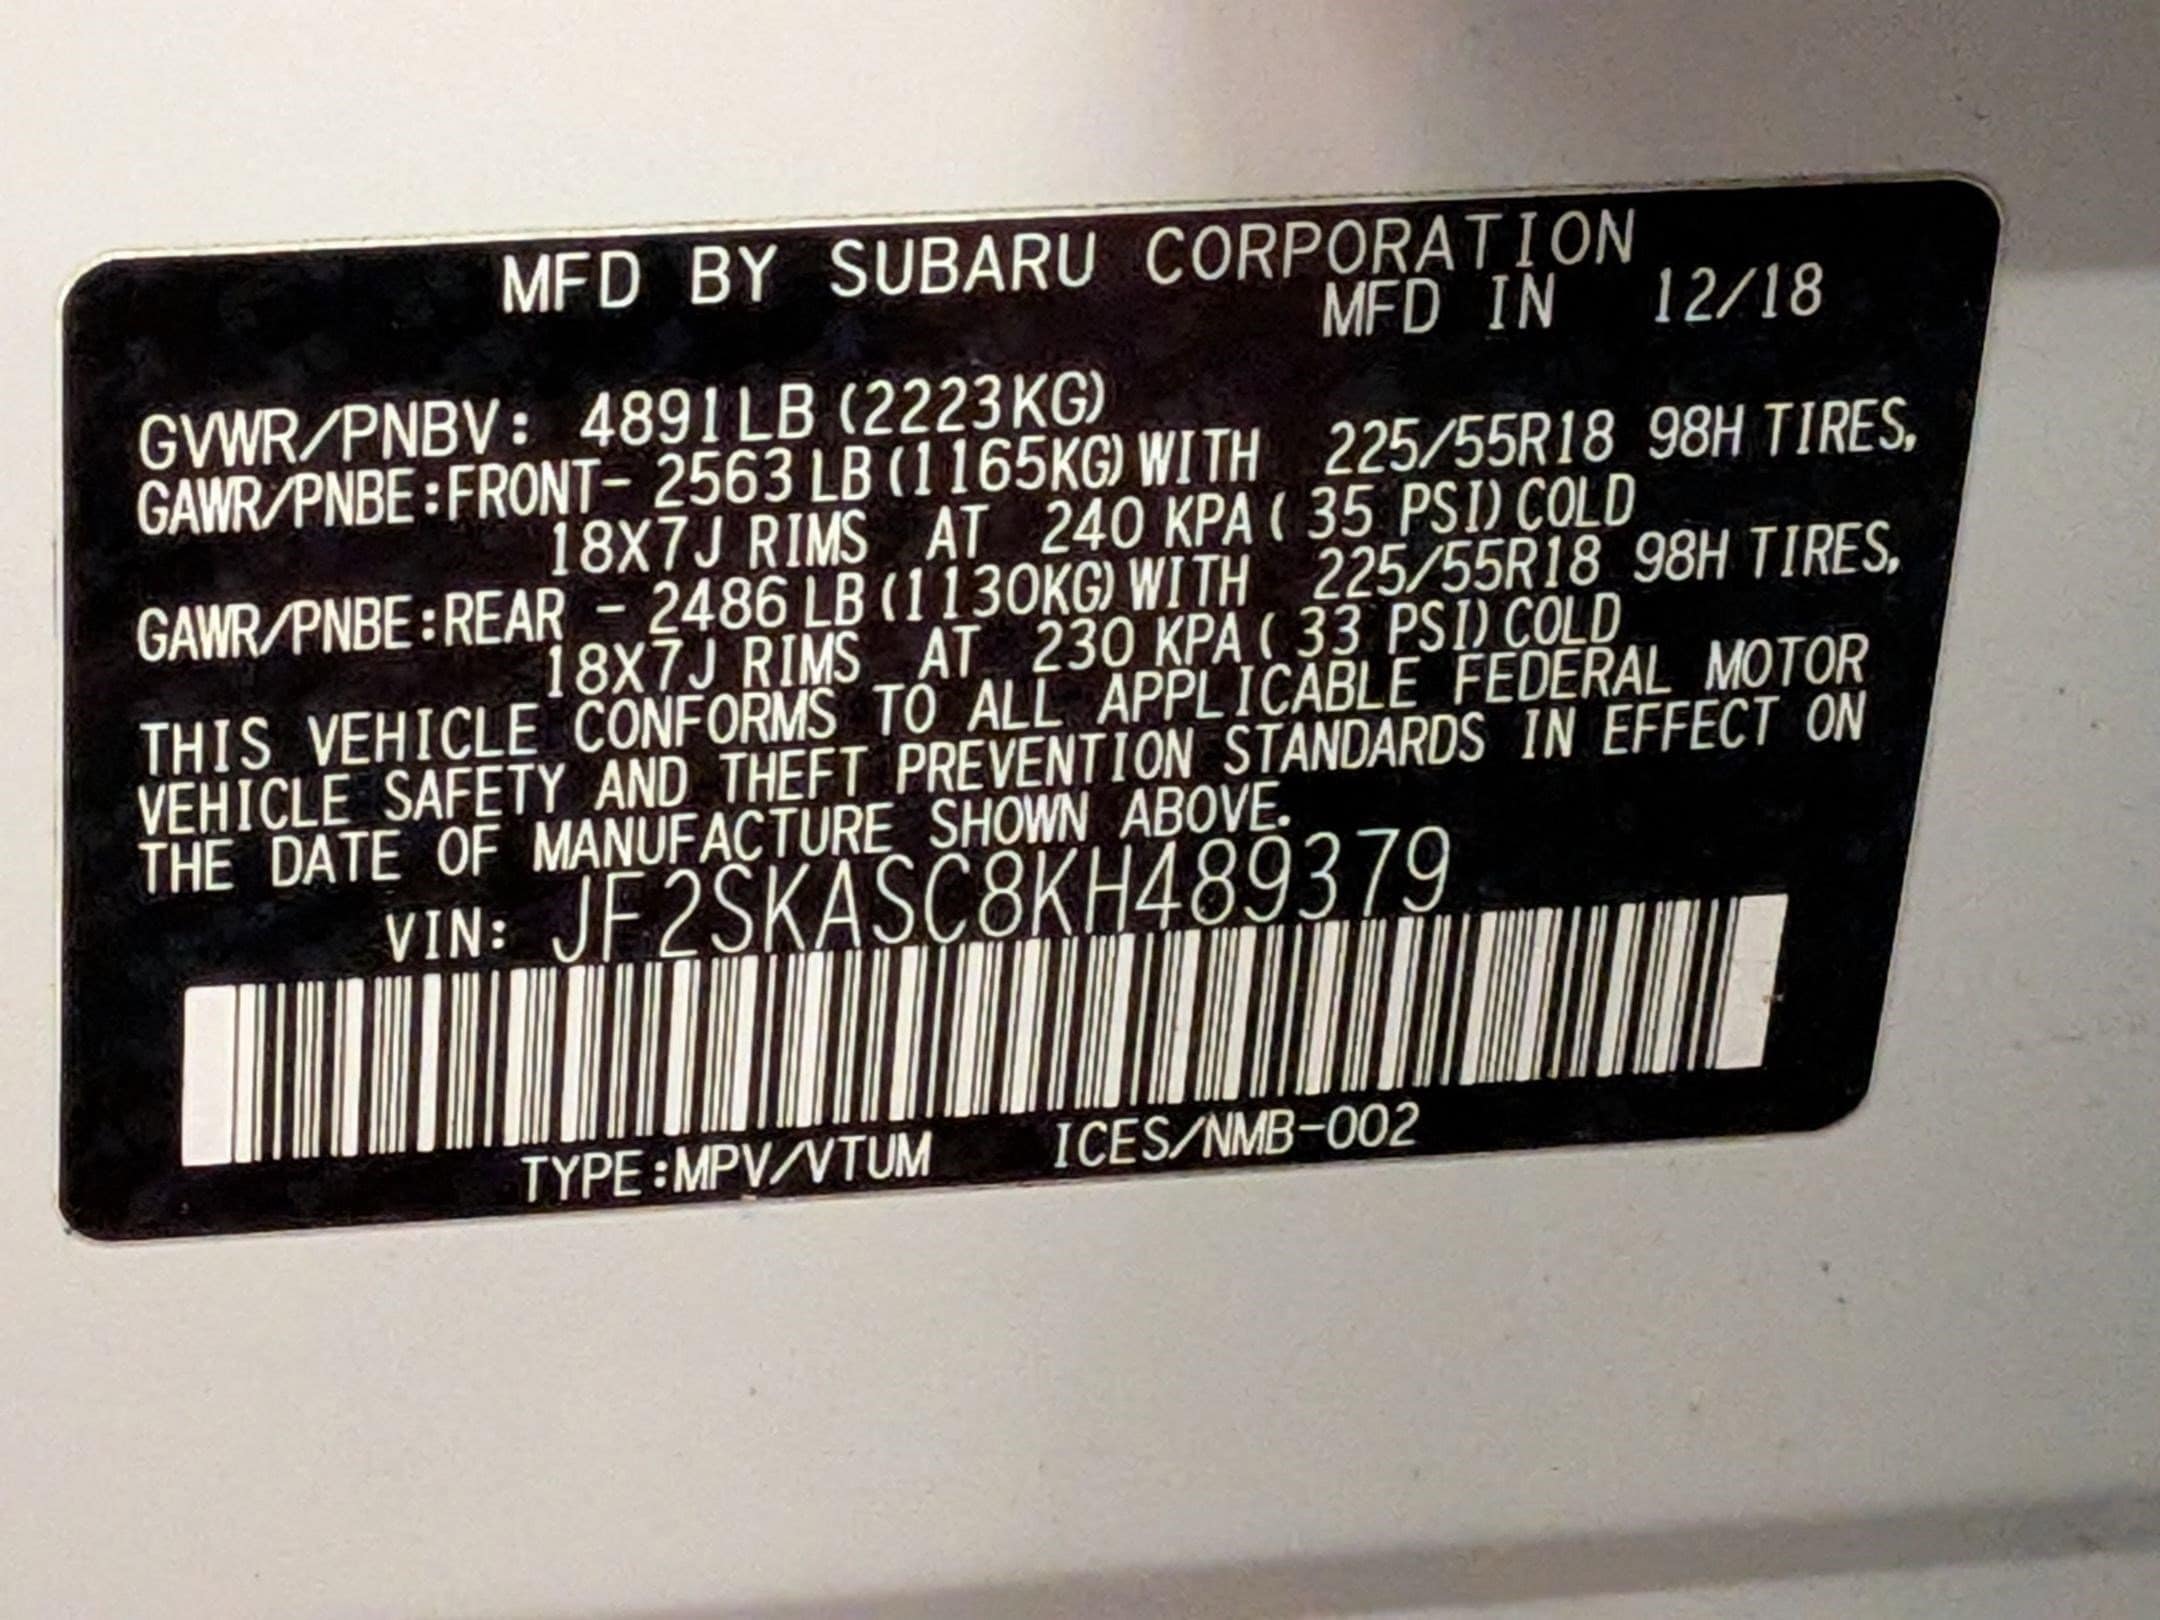 MFD BY SUBARU CORPORATION
MFD IN 12/18
GVWR/PNBV: 4891LB (2223KG)
GAWR/PNBE:FRONT- 2563 LB (1165KG) WITH 225/55R18 98H TIRES,
18X7J RIMS AT 240 KPA ( 35 PSI) COLD
GAWR/PNBE:REAR - 2486 LB (1130KG) WITH 225/55R18 98H TIRES,
18X7J RIMS AT 230 KPA ( 33 PSI) COLD
THIS VEHICLE CONFORMS TO ALL APPLICABLE FEDERAL MOTOR
VEHICLE SAFETY AND THEFT PREVENTION STANDARDS IN EFFECT ON
THE DATE OF MANUFACTURE SHOWN ABOVE.
VIN: JF2SKASC8KH489379
TYPE:MPV/VTUM ICES/NMB-002